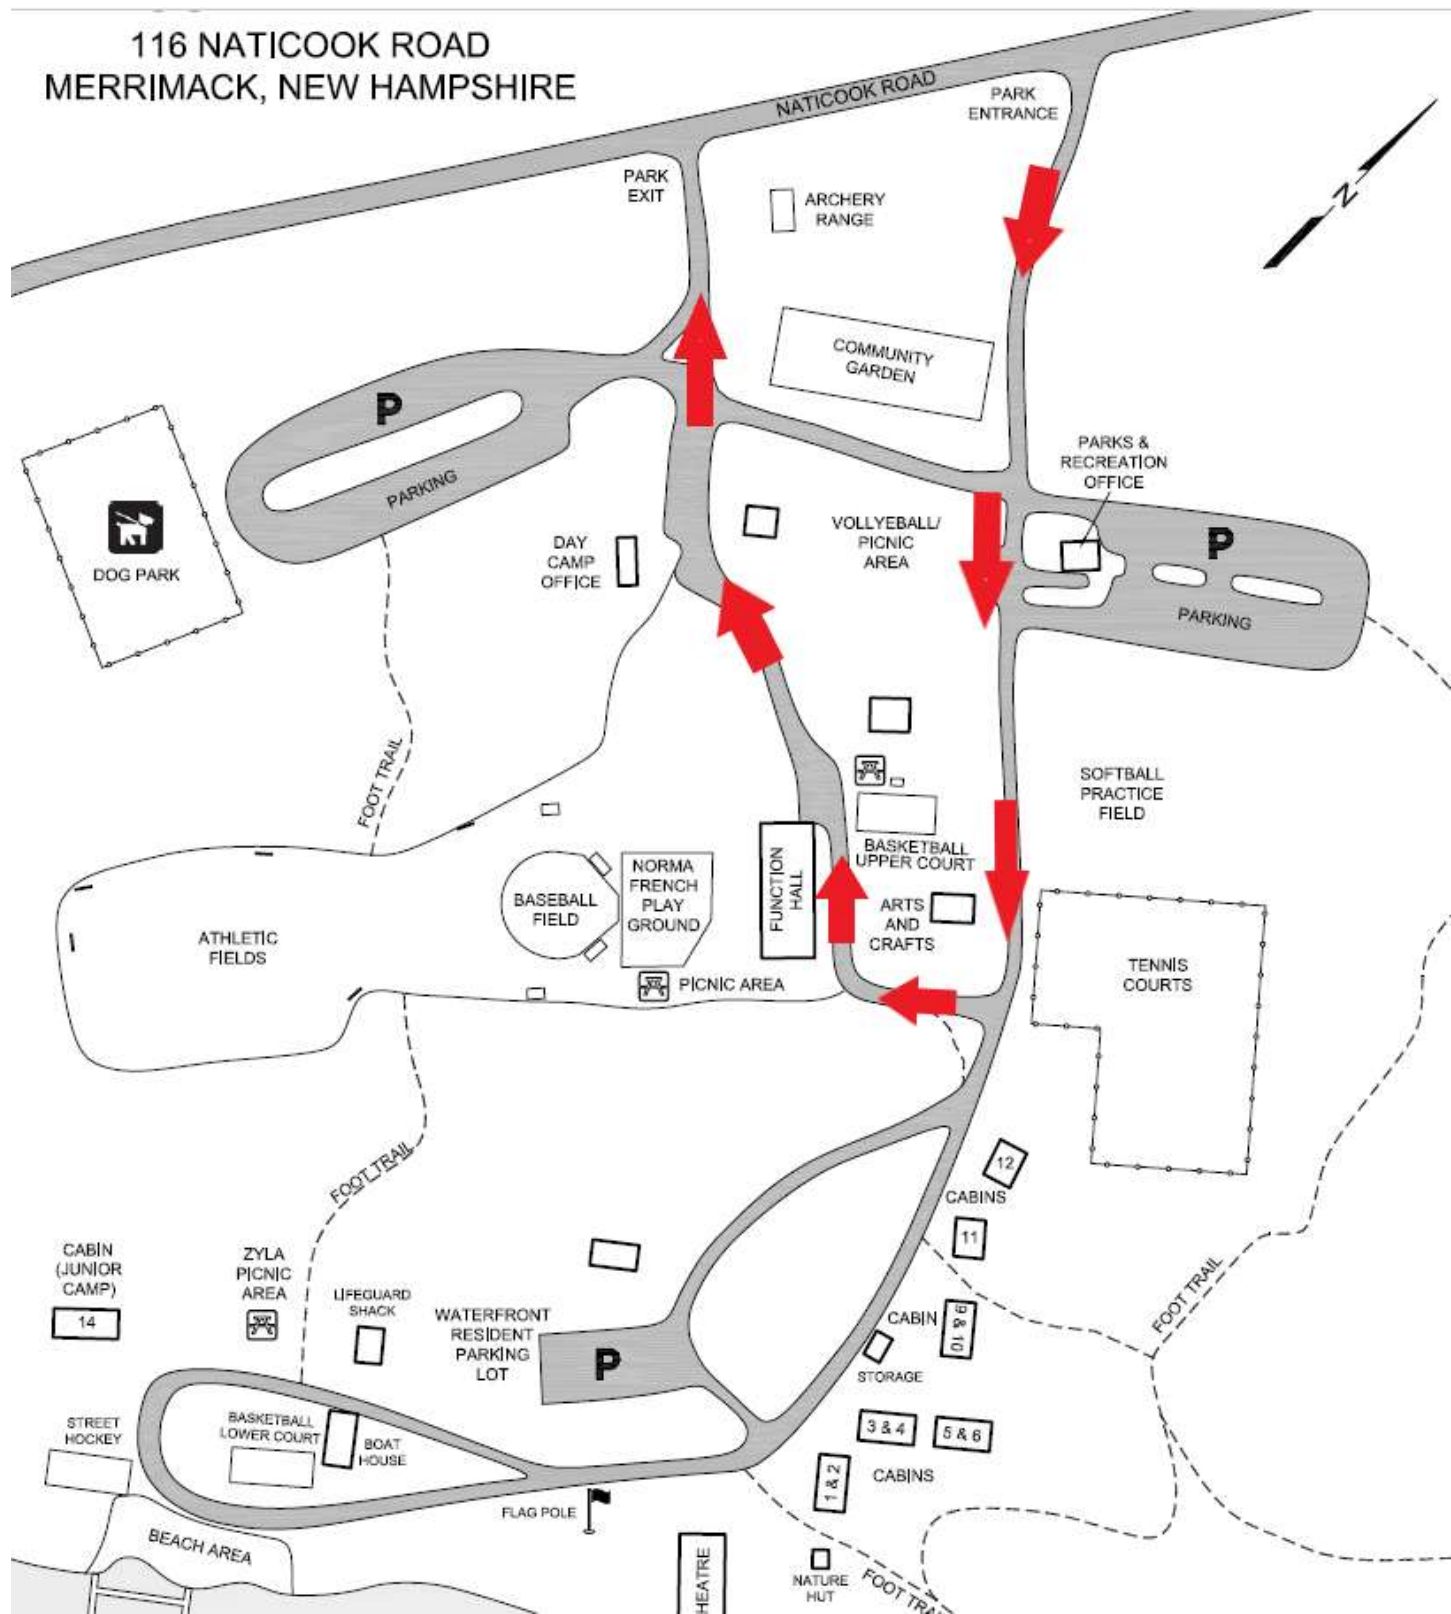 116 NATICOOK ROAD
MERRIMACK, NEW HAMPSHIRE
NATICOOK ROAD
PARK
ENTRANCE
PARK
EXIT
ARCHERY
RANGE
N
COMMUNITY
GARDEN
P
PARKING
DOG PARK
DAY
CAMP
OFFICE
VOLLYEBALL/
PICNIC
AREA
PARKS &
RECREATION
OFFICE
P
PARKING
FOOT TRAIL
SOFTBALL
PRACTICE
FIELD
BASKETBALL
UPPER COURT
NORMA
FRENCH
PLAY
GROUND
BASEBALL
FIELD
FUNCTION
HALL
ARTS
AND
CRAFTS
ATHLETIC
FIELDS
PICNIC AREA
TENNIS
COURTS
FOOT TRAIL
12
CABINS
11
CABIN
(JUNIOR
CAMP)
14
ZYLA
PICNIC
AREA
LIFEGUARD
SHACK
WATERFRONT
RESIDENT
PARKING
LOT
P
CABIN
9 & 10
STORAGE
FOOT TRAIL
STREET
HOCKEY
BASKETBALL
LOWER COURT
BOAT
HOUSE
3 & 4
5 & 6
1 & 2
CABINS
FLAG POLE
BEACH AREA
HEATRE
NATURE
HUT
FOOT TRAI